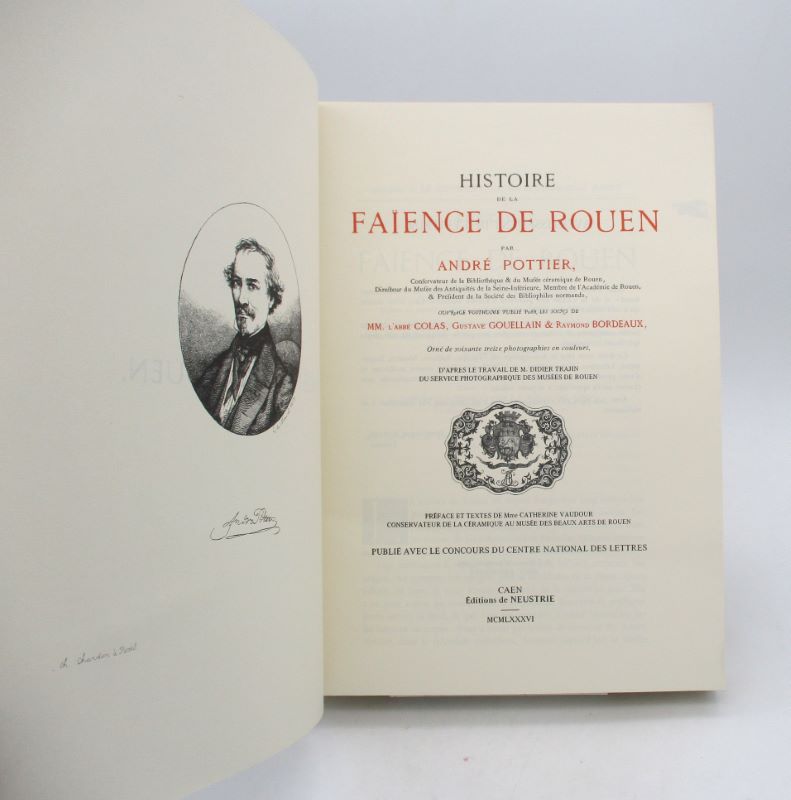 André Pottier
HISTOIRE
DE LA
FAÏENCE DE ROUEN
PAR
ANDRÉ POTTIER,
Conservateur de la Bibliothèque & du Musée céramique de Rouen,
Directeur du Musée des Antiquités de la Seine-Inférieure, Membre de l'Académie de Rouen,
& Président de la Société des Bibliophiles normands,
OUVRAGE POSTHUME PUBLIÉ PAR LES SOINS DE
MM. L'ABBÉ COLAS, GUSTAVE GOUELLAIN & RAYMOND BORDEAUX,
Orné de soixante treize photographies en couleurs,
D'APRÈS LE TRAVAIL DE M. DIDIER TRAJIN
DU SERVICE PHOTOGRAPHIQUE DES MUSÉES DE ROUEN
PRÉFACE ET TEXTES DE Mme CATHERINE VAUDOUR
CONSERVATEUR DE LA CÉRAMIQUE AU MUSÉE DES BEAUX ARTS DE ROUEN
PUBLIÉ AVEC LE CONCOURS DU CENTRE NATIONAL DES LETTRES
CAEN
Éditions de NEUSTRIE
MCMLXXXVI